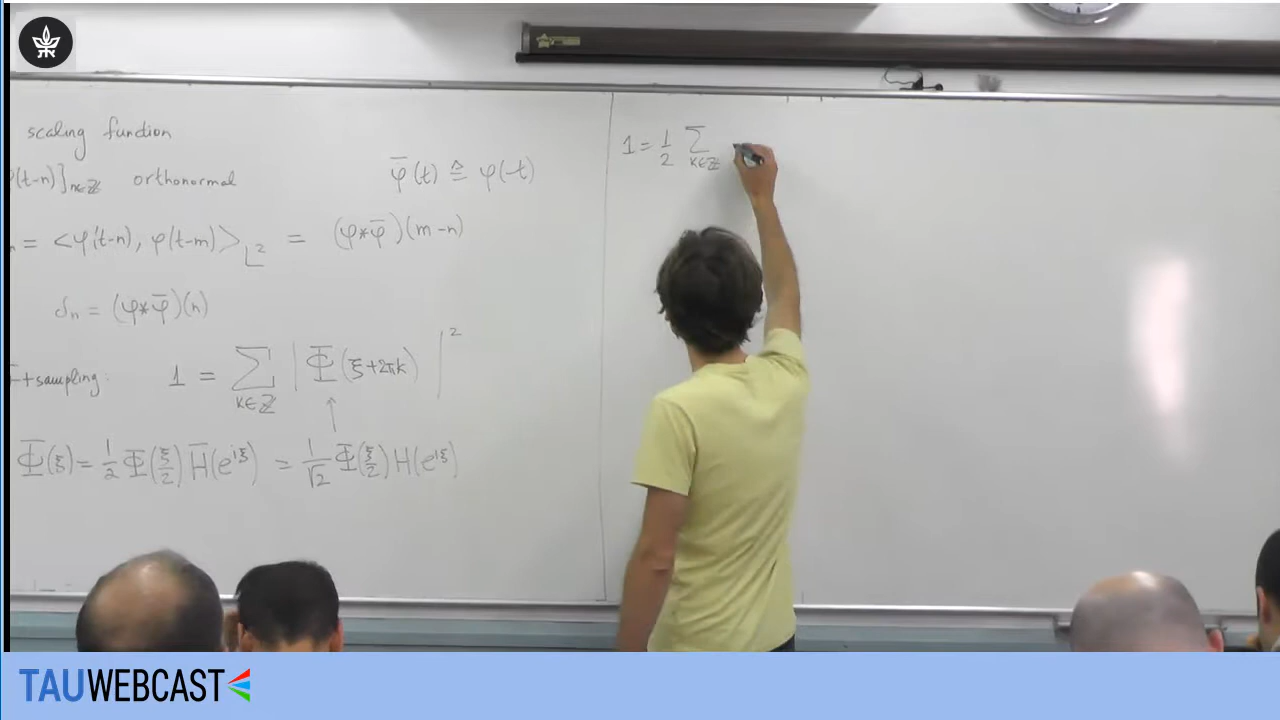 scaling function
(t-n)}n∈ℤ orthonormal
φ̄(t) ≜ φ(-t)
n = <φ(t-n), φ(t-m)>L² = (φ*φ̄)(m-n)
δn = (φ*φ̄)(n)
+sampling: 1 = Σk∈ℤ |Φ(ξ+2πk)|²
↑
Φ(ξ) = 1/2 Φ(ξ/2) H̄(e^iξ) = 1/√2 Φ(ξ/2) H(e^iξ)
1 = 1/2 Σk∈ℤ
TAUWEBCAST